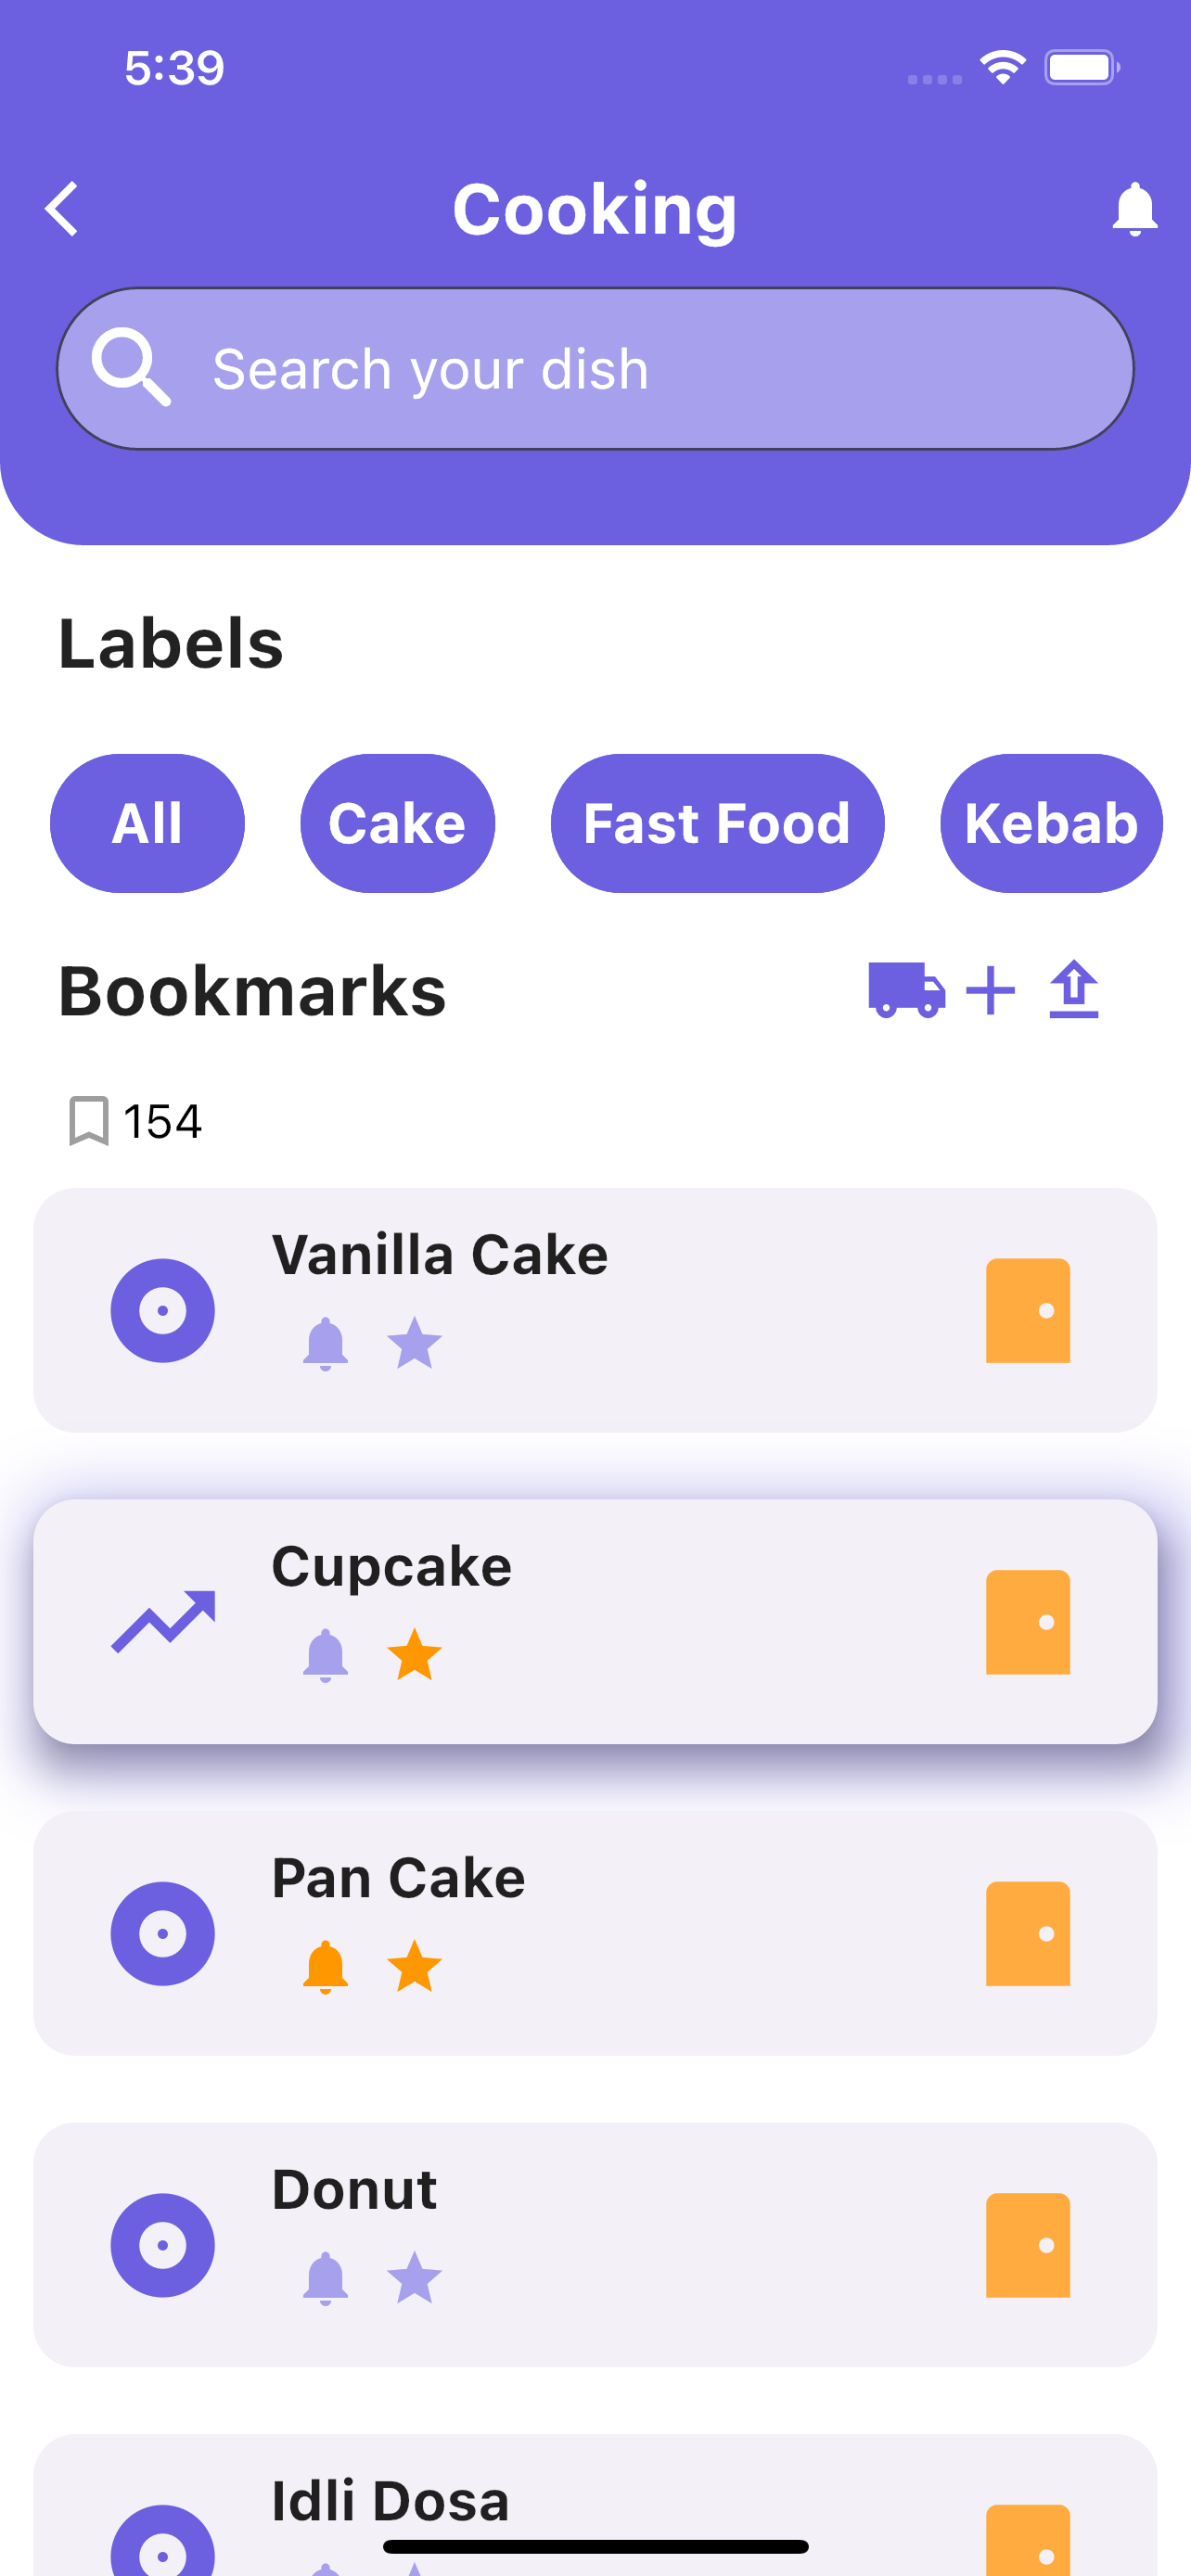 5:39
Cooking
Search your dish
Labels
All Cake Fast Food Kebab
Bookmarks
154
Vanilla Cake
Cupcake
Pan Cake
Donut
Idli Dosa